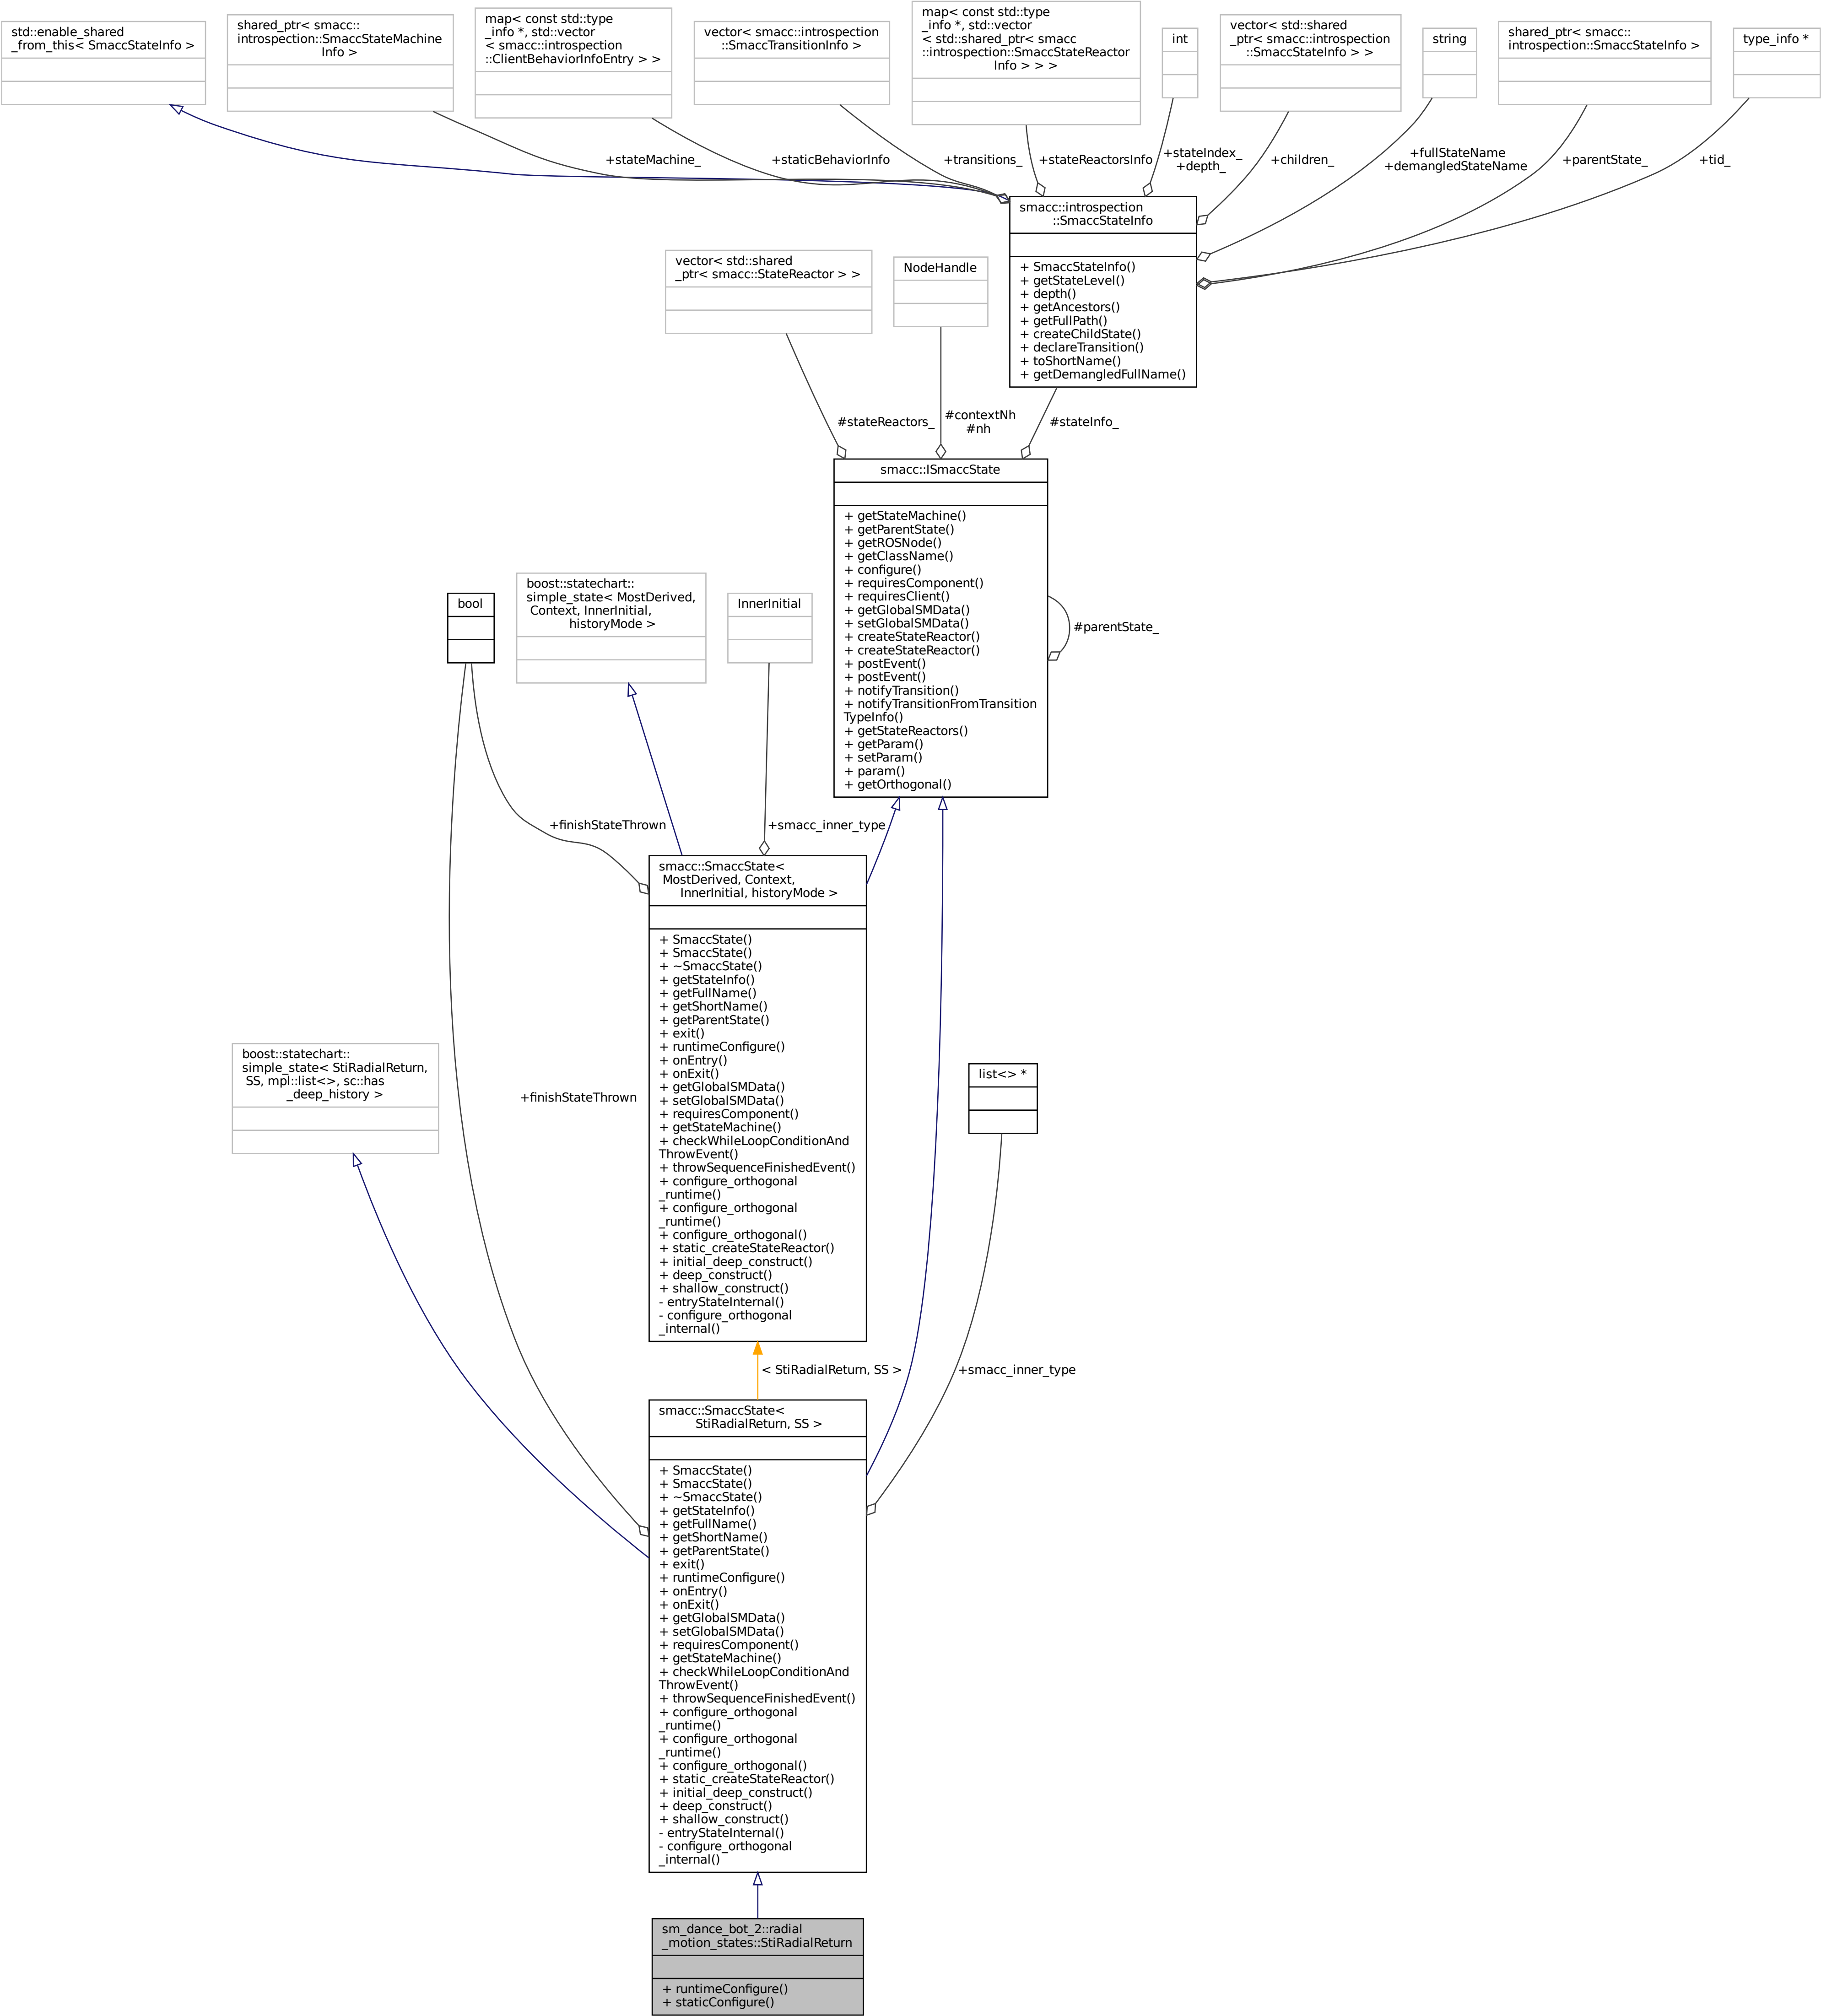 std::enable_shared
_from_this< SmaccStateInfo >
shared_ptr< smacc::
introspection::SmaccStateMachine
Info >
map< const std::type
_info *, std::vector
< smacc::introspection
::ClientBehaviorInfoEntry > >
vector< smacc::introspection
::SmaccTransitionInfo >
map< const std::type
_info *, std::vector
< std::shared_ptr< smacc
::introspection::SmaccStateReactor
Info > > >
int
vector< std::shared
_ptr< smacc::introspection
::SmaccStateInfo > >
string
shared_ptr< smacc::
introspection::SmaccStateInfo >
type_info *
+stateMachine_
+staticBehaviorInfo
+transitions_
+stateReactorsInfo
+stateIndex_
+depth_
+children_
+fullStateName
+demangledStateName
+parentState_
+tid_
smacc::introspection
::SmaccStateInfo
+ SmaccStateInfo()
+ getStateLevel()
+ depth()
+ getAncestors()
+ getFullPath()
+ createChildState()
+ declareTransition()
+ toShortName()
+ getDemangledFullName()
vector< std::shared
_ptr< smacc::StateReactor > >
NodeHandle
#stateReactors_
#contextNh
#nh
#stateInfo_
smacc::ISmaccState
+ getStateMachine()
+ getParentState()
+ getROSNode()
+ getClassName()
+ configure()
+ requiresComponent()
+ requiresClient()
+ getGlobalSMData()
+ setGlobalSMData()
+ createStateReactor()
+ createStateReactor()
+ postEvent()
+ postEvent()
+ notifyTransition()
+ notifyTransitionFromTransition
TypeInfo()
+ getStateReactors()
+ getParam()
+ setParam()
+ param()
+ getOrthogonal()
#parentState_
bool
boost::statechart::
simple_state< MostDerived,
Context, InnerInitial,
historyMode >
InnerInitial
+finishStateThrown
+smacc_inner_type
smacc::SmaccState<
MostDerived, Context,
InnerInitial, historyMode >
+ SmaccState()
+ SmaccState()
+ ~SmaccState()
+ getStateInfo()
+ getFullName()
+ getShortName()
+ getParentState()
+ exit()
+ runtimeConfigure()
+ onEntry()
+ onExit()
+ getGlobalSMData()
+ setGlobalSMData()
+ requiresComponent()
+ getStateMachine()
+ checkWhileLoopConditionAnd
ThrowEvent()
+ throwSequenceFinishedEvent()
+ configure_orthogonal
_runtime()
+ configure_orthogonal
_runtime()
+ configure_orthogonal()
+ static_createStateReactor()
+ initial_deep_construct()
+ deep_construct()
+ shallow_construct()
- entryStateInternal()
- configure_orthogonal
_internal()
boost::statechart::
simple_state< StiRadialReturn,
SS, mpl::list<>, sc::has
_deep_history >
+finishStateThrown
list<> *
< StiRadialReturn, SS >
+smacc_inner_type
smacc::SmaccState<
StiRadialReturn, SS >
+ SmaccState()
+ SmaccState()
+ ~SmaccState()
+ getStateInfo()
+ getFullName()
+ getShortName()
+ getParentState()
+ exit()
+ runtimeConfigure()
+ onEntry()
+ onExit()
+ getGlobalSMData()
+ setGlobalSMData()
+ requiresComponent()
+ getStateMachine()
+ checkWhileLoopConditionAnd
ThrowEvent()
+ throwSequenceFinishedEvent()
+ configure_orthogonal
_runtime()
+ configure_orthogonal
_runtime()
+ configure_orthogonal()
+ static_createStateReactor()
+ initial_deep_construct()
+ deep_construct()
+ shallow_construct()
- entryStateInternal()
- configure_orthogonal
_internal()
sm_dance_bot_2::radial
_motion_states::StiRadialReturn
+ runtimeConfigure()
+ staticConfigure()